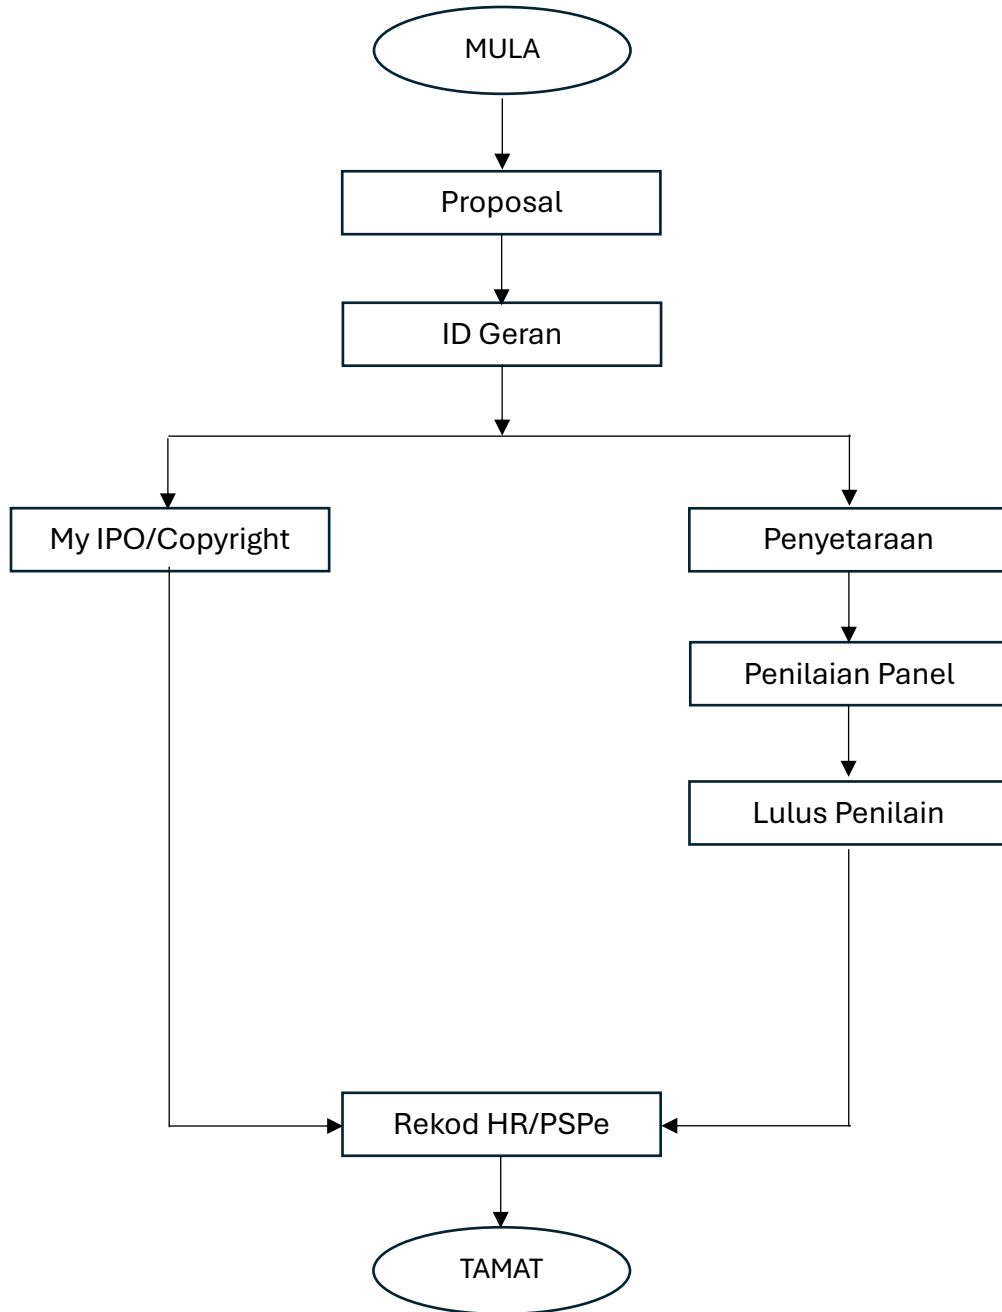 MULA
Proposal
ID Geran
My IPO/Copyright
Penyetaraan
Penilaian Panel
Lulus Penilain
Rekod HR/PSPe
TAMAT